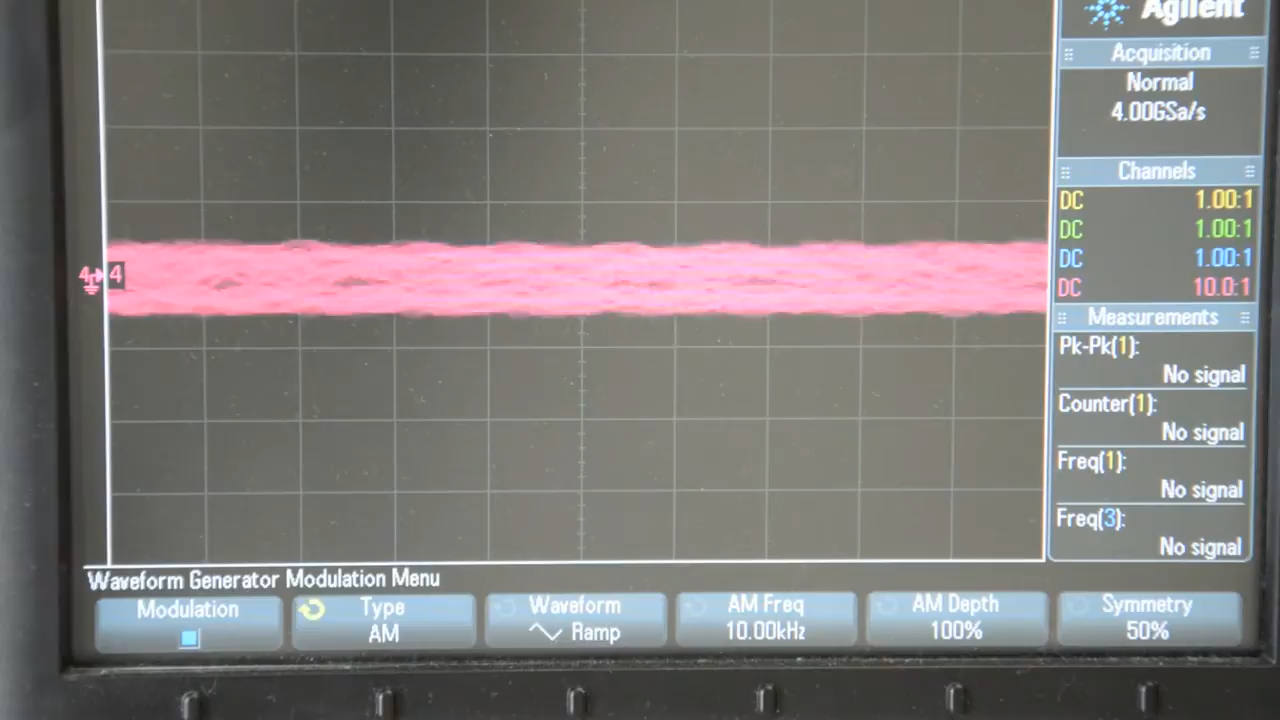 Agilent
Acquisition
Normal
4.00GSa/s
Channels
DC 1.00:1
DC 1.00:1
DC 1.00:1
DC 10.0:1
Measurements
Pk-Pk(1):
No signal
Counter(1):
No signal
Freq(1):
No signal
Freq(3):
No signal
4 4
Waveform Generator Modulation Menu
Modulation
Type
AM
Waveform
Ramp
AM Freq
10.00kHz
AM Depth
100%
Symmetry
50%